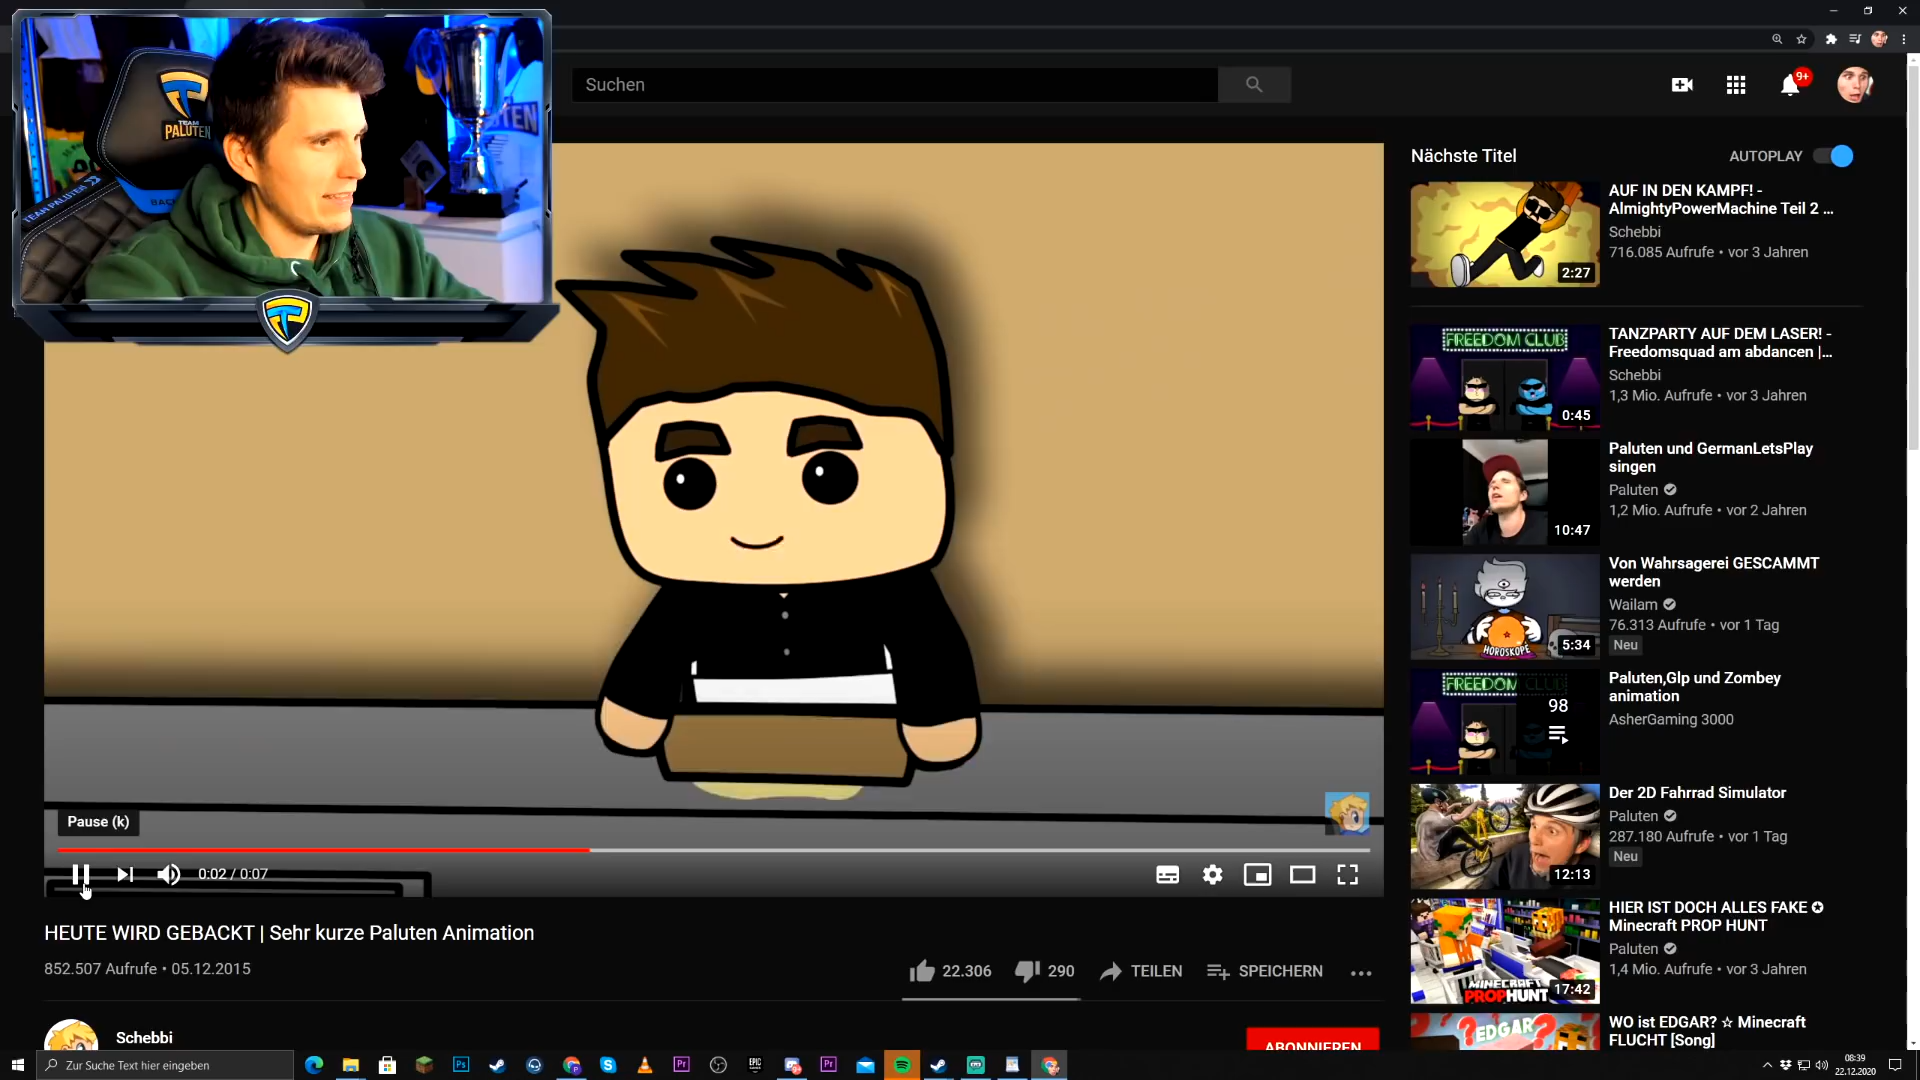 TEAM
PALUTEN
TEAM PALUTEN
Suchen
9+
Nächste Titel
AUTOPLAY
AUF IN DEN KAMPF! -
AlmightyPowerMachine Teil 2 ...
Schebbi
716.085 Aufrufe • vor 3 Jahren
2:27
FREEDOM CLUB
0:45
TANZPARTY AUF DEM LASER! -
Freedomsquad am abdancen |...
Schebbi
1,3 Mio. Aufrufe • vor 3 Jahren
10:47
Paluten und GermanLetsPlay
singen
Paluten
1,2 Mio. Aufrufe • vor 2 Jahren
HOROSKOPE
5:34
Von Wahrsagerei GESCAMMT
werden
Wailam
76.313 Aufrufe • vor 1 Tag
Neu
FREEDOM
98
Paluten,Glp und Zombey
animation
AsherGaming 3000
12:13
Der 2D Fahrrad Simulator
Paluten
287.180 Aufrufe • vor 1 Tag
Neu
MINECRAFT
PROPHUNT
17:42
HIER IST DOCH ALLES FAKE ✪
Minecraft PROP HUNT
Paluten
1,4 Mio. Aufrufe • vor 3 Jahren
?EDGAR?
WO ist EDGAR? ☆ Minecraft
FLUCHT [Song]
Pause (k)
0:02 / 0:07
HEUTE WIRD GEBACKT | Sehr kurze Paluten Animation
852.507 Aufrufe • 05.12.2015
22.306
290
TEILEN
SPEICHERN
Schebbi
ABONNIEREN
Zur Suche Text hier eingeben
Ps
Pr
EPIC
Pr
08:39
22.12.2020